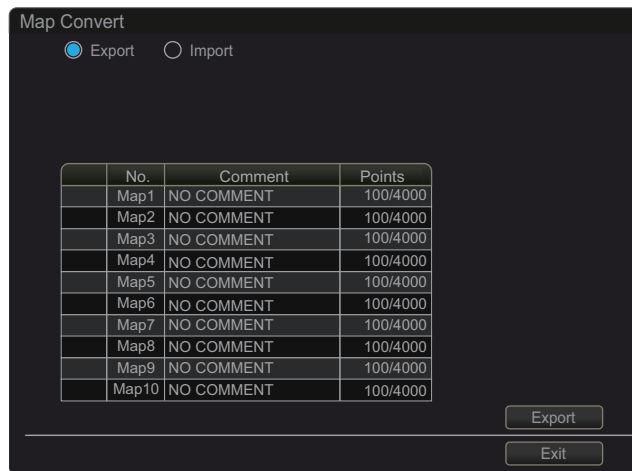 Map Convert
Export Import
No. Comment Points
Map1 NO COMMENT 100/4000
Map2 NO COMMENT 100/4000
Map3 NO COMMENT 100/4000
Map4 NO COMMENT 100/4000
Map5 NO COMMENT 100/4000
Map6 NO COMMENT 100/4000
Map7 NO COMMENT 100/4000
Map8 NO COMMENT 100/4000
Map9 NO COMMENT 100/4000
Map10 NO COMMENT 100/4000
Export
Exit